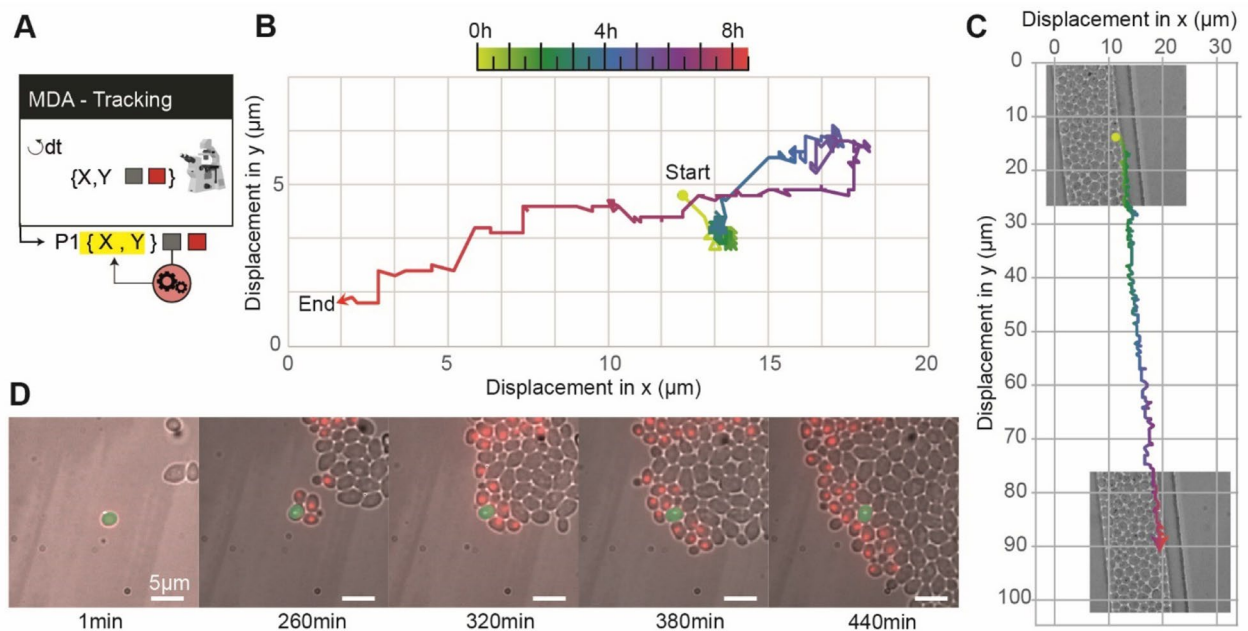 A
MDA - Tracking
dt
{X,Y }
P1 { X , Y }
B
0h 4h 8h
Displacement in y (µm)
5
0
Start
End
0 5 10 15 20
Displacement in x (µm)
C
Displacement in x (µm)
0 10 20 30
Displacement in y (µm)
0
10
20
30
40
50
60
70
80
90
100
D
5µm
1min 260min 320min 380min 440min